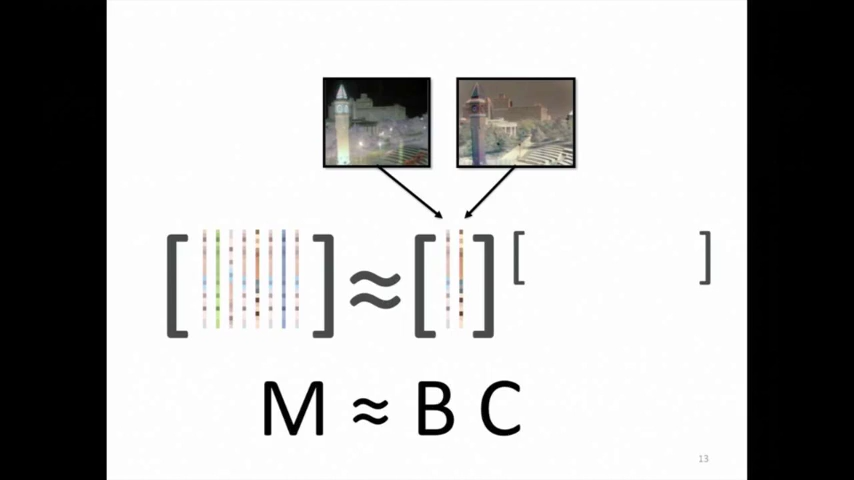 [ ] ≈ [ ] [ ]
M ≈ B C
13